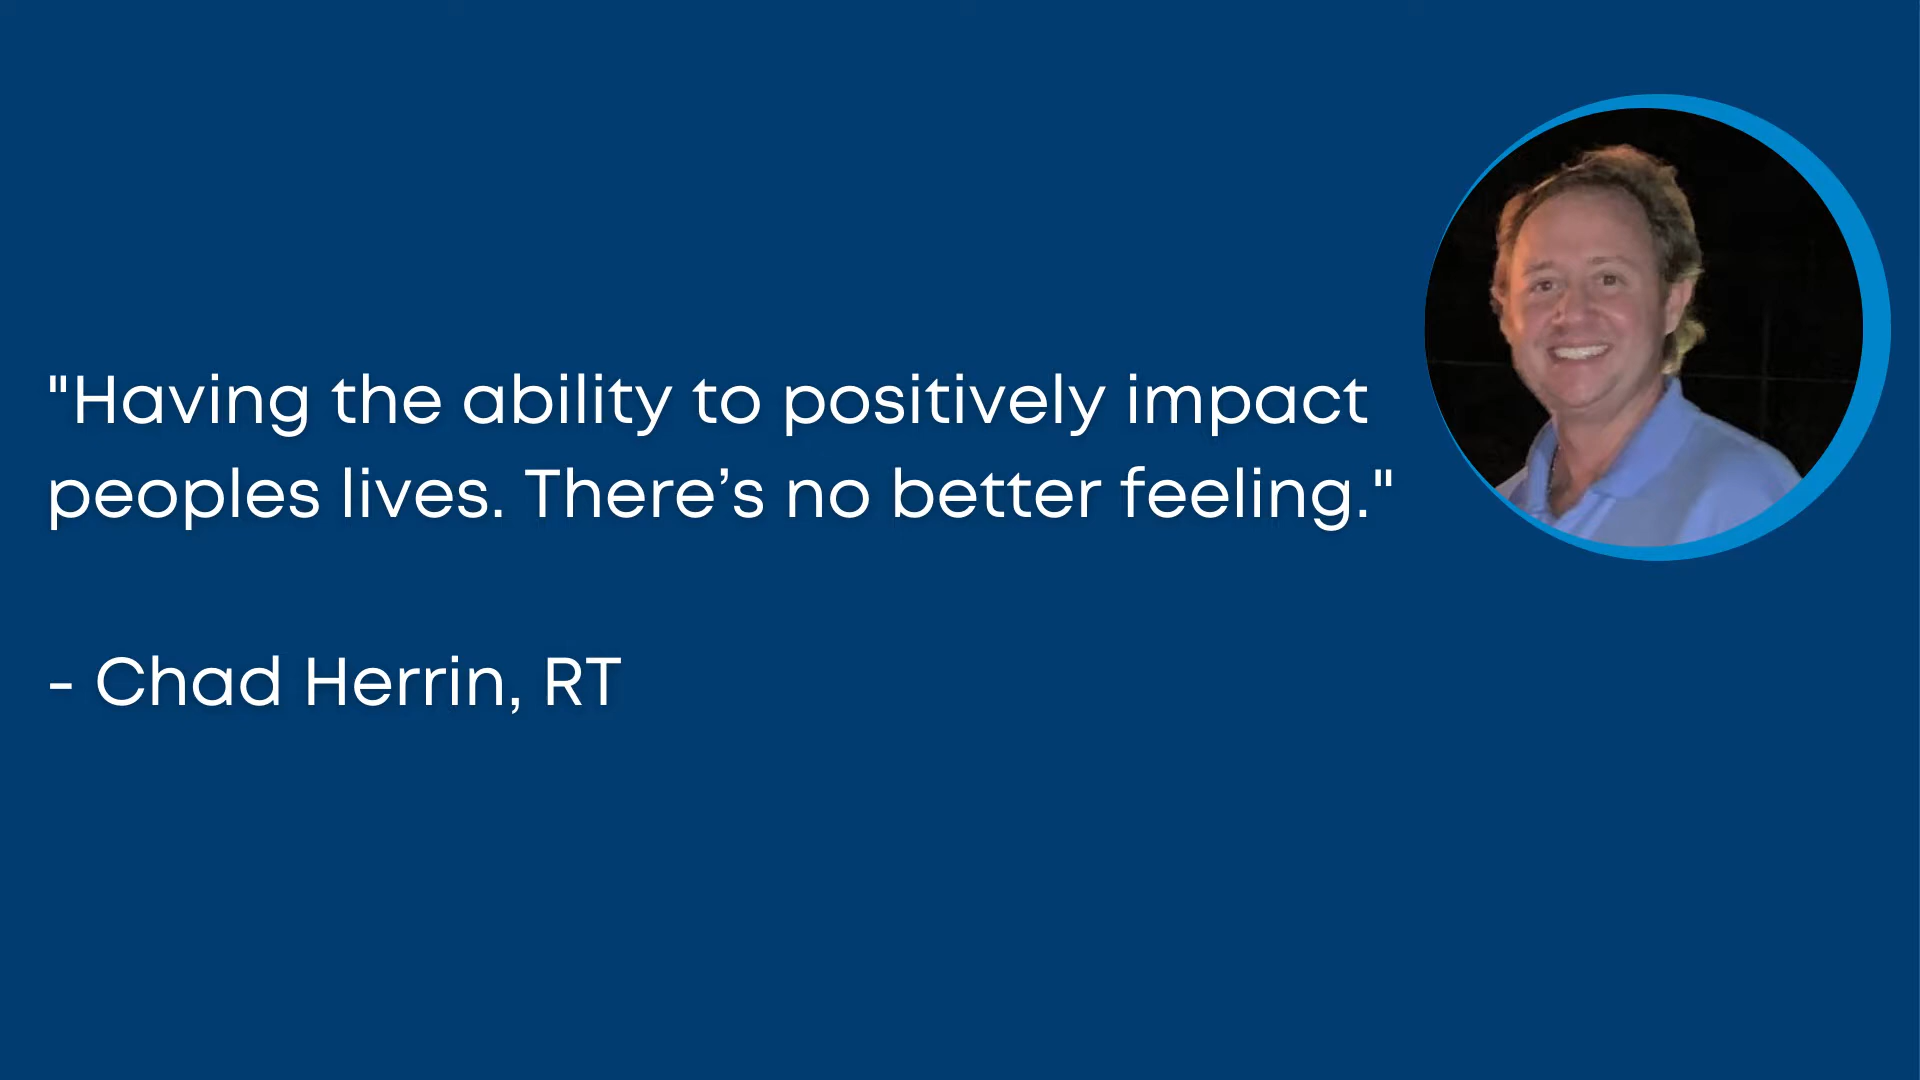 "Having the ability to positively impact
peoples lives. There’s no better feeling."
- Chad Herrin, RT